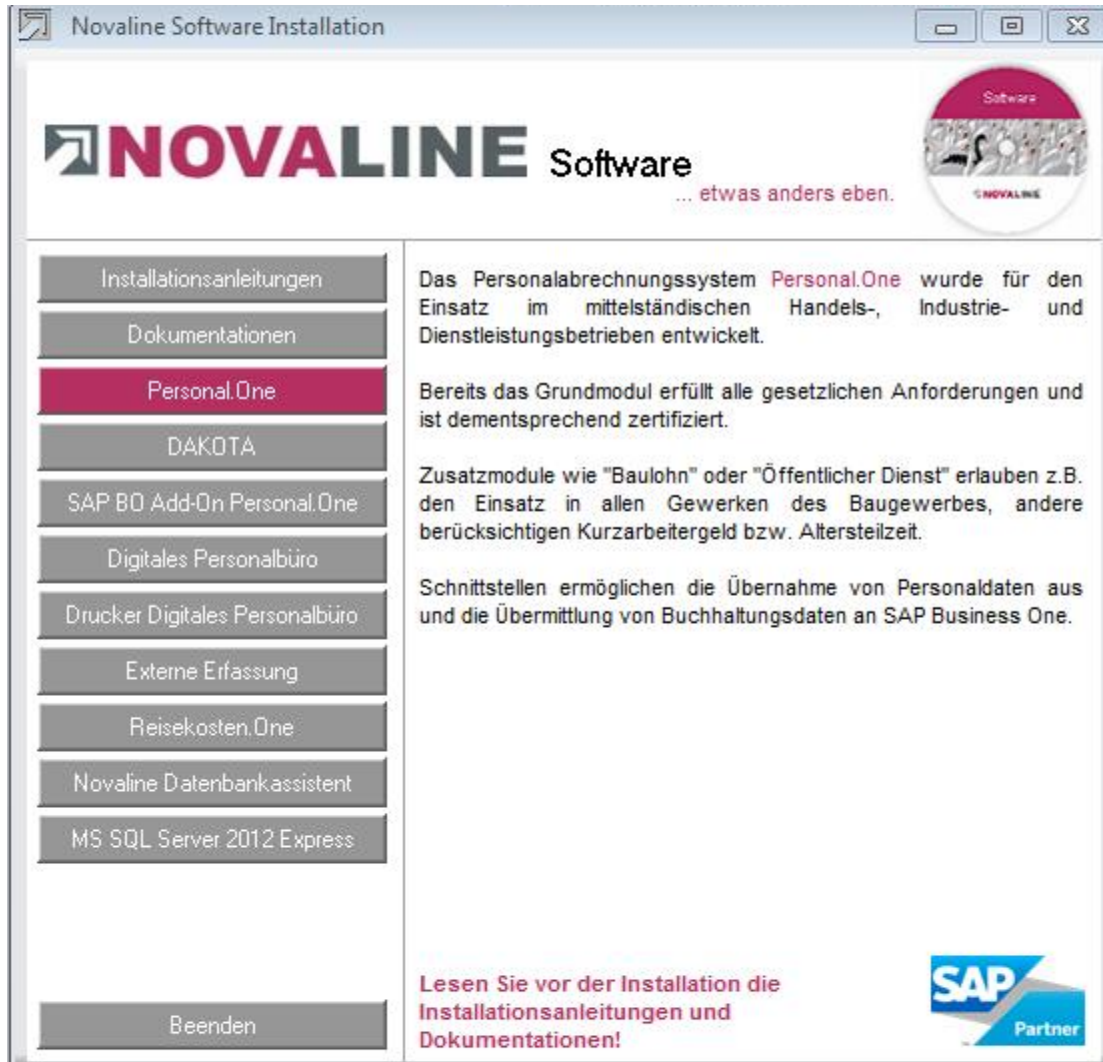 Novaline Software Installation
NOVALINE Software
... etwas anders eben.
Software
NOVALINE
Installationsanleitungen
Dokumentationen
Personal.One
DAKOTA
SAP BO Add-On Personal.One
Digitales Personalbüro
Drucker Digitales Personalbüro
Externe Erfassung
Reisekosten.One
Novaline Datenbankassistent
MS SQL Server 2012 Express
Beenden
Das Personalabrechnungssystem Personal.One wurde für den
Einsatz im mittelständischen Handels-, Industrie- und
Dienstleistungsbetrieben entwickelt.
Bereits das Grundmodul erfüllt alle gesetzlichen Anforderungen und
ist dementsprechend zertifiziert.
Zusatzmodule wie "Baulohn" oder "Öffentlicher Dienst" erlauben z.B.
den Einsatz in allen Gewerken des Baugewerbes, andere
berücksichtigen Kurzarbeitergeld bzw. Altersteilzeit.
Schnittstellen ermöglichen die Übernahme von Personaldaten aus
und die Übermittlung von Buchhaltungsdaten an SAP Business One.
Lesen Sie vor der Installation die
Installationsanleitungen und
Dokumentationen!
SAP
Partner